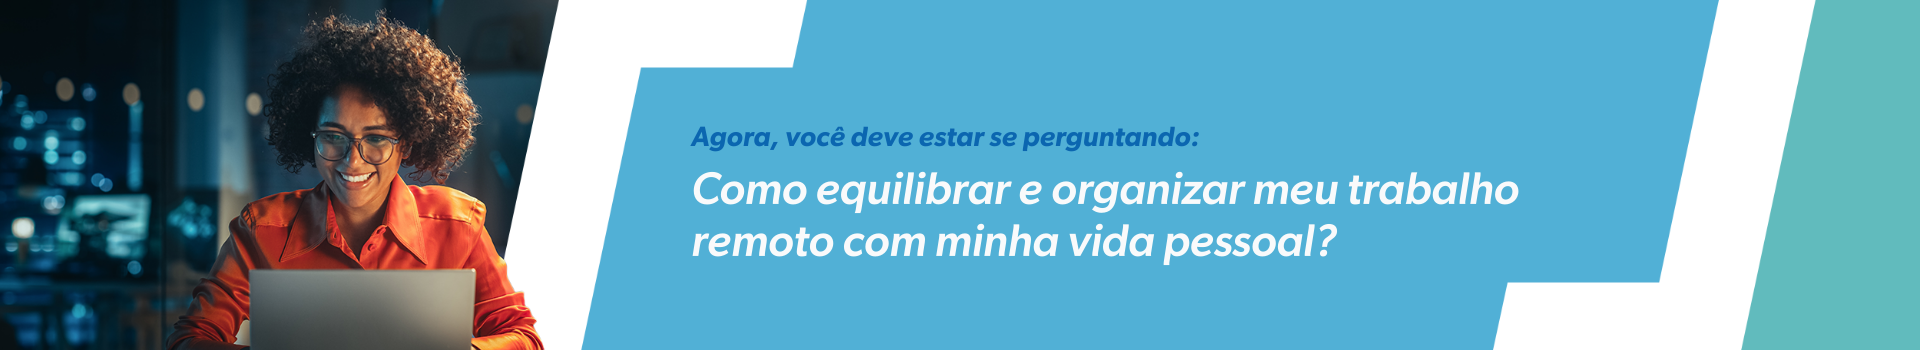 Agora, você deve estar se perguntando:
Como equilibrar e organizar meu trabalho
remoto com minha vida pessoal?